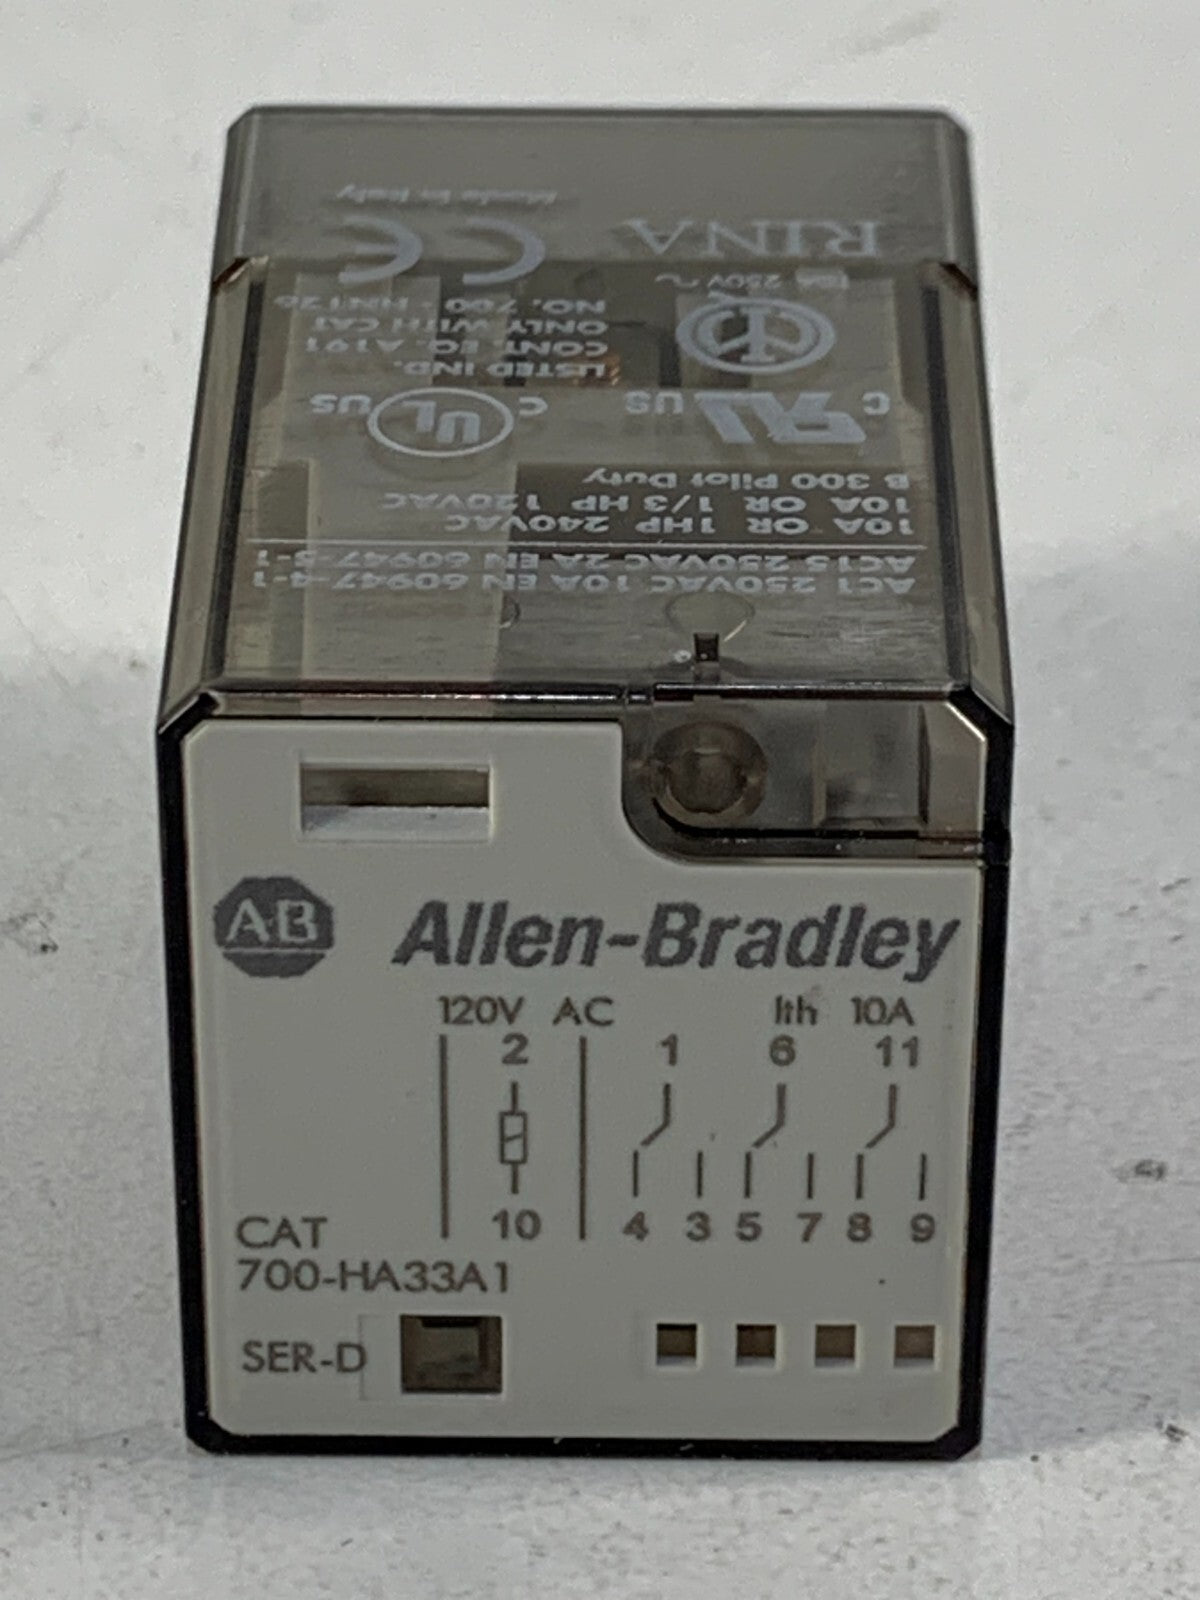 Made in Italy
RINA
10A 250V ~
LISTED IND.
CONT. EQ. A191
ONLY WITH CAT
NO. 700 - HN126
C US
C UL US
B 300 Pilot Duty
10A OR 1/3 HP 120VAC
10A OR 1HP 240VAC
AC15 250VAC 2A EN 60947-5-1
AC1 250VAC 10A EN 60947-4-1
AB Allen-Bradley
120V AC Ith 10A
2 1 6 11
10 4 3 5 7 8 9
CAT
700-HA33A1
SER-D